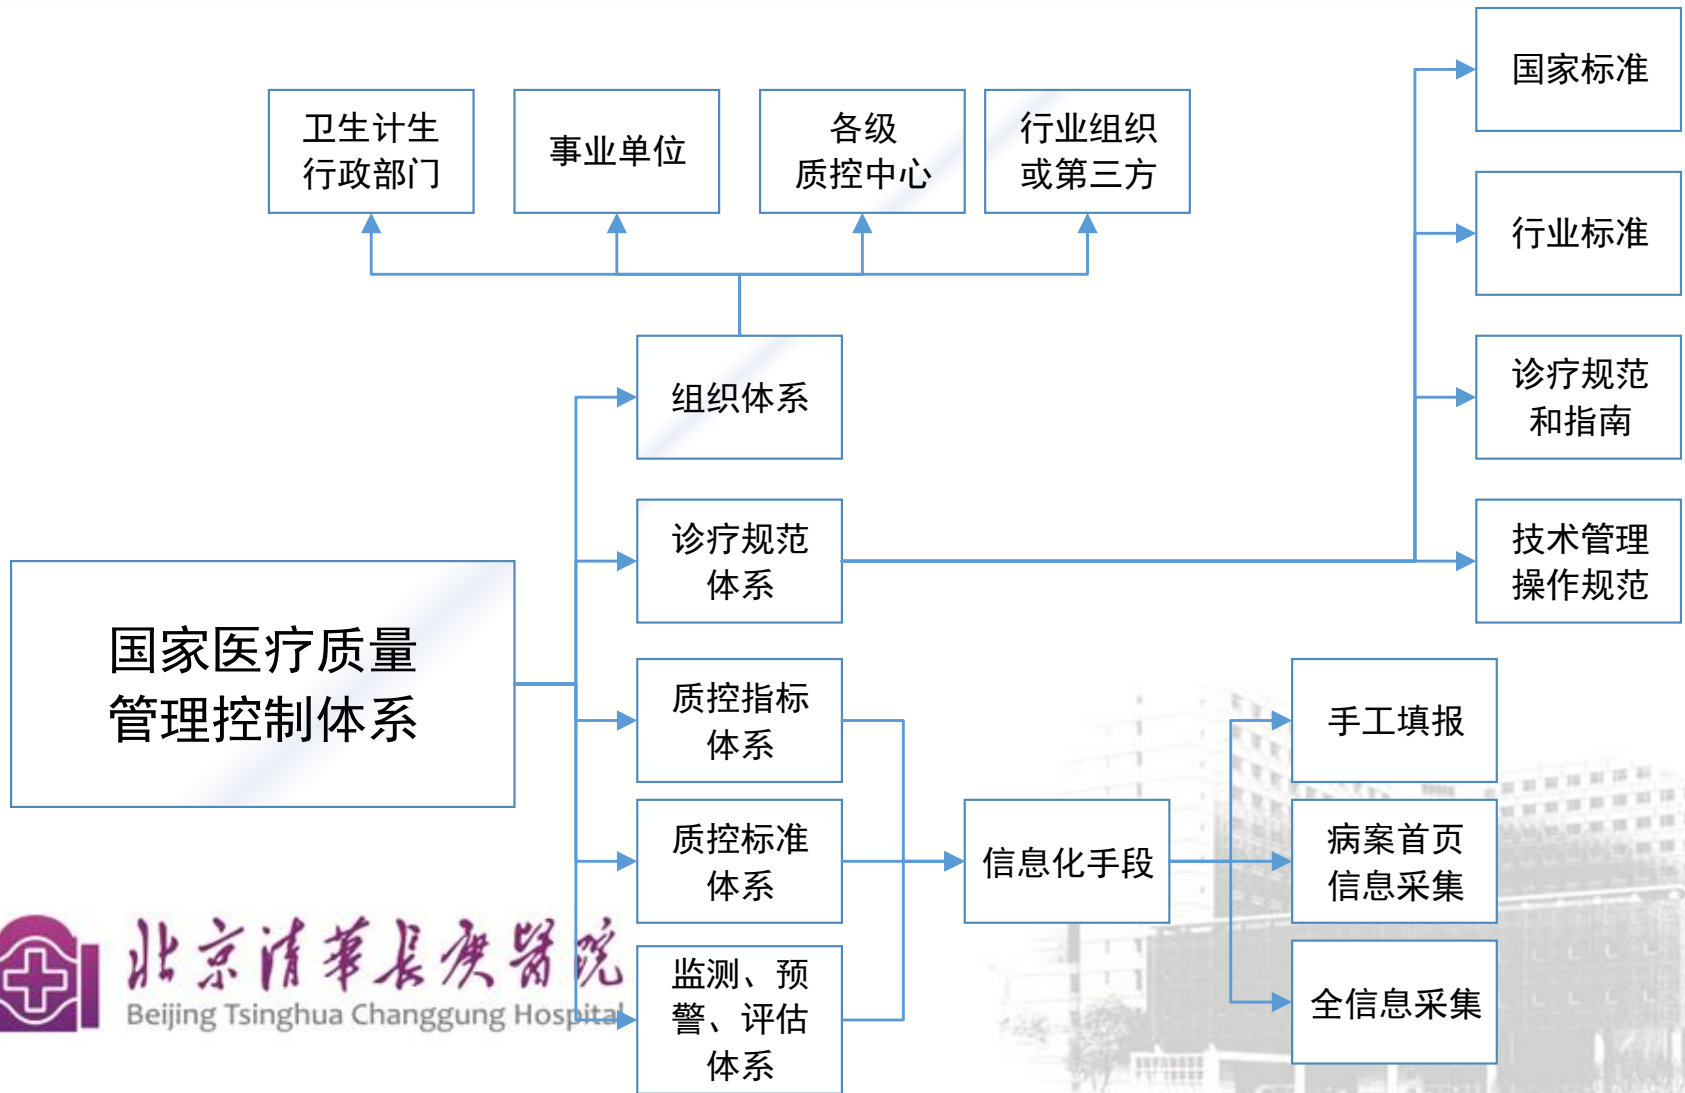 国家标准
卫生计生
行政部门
事业单位
各级
质控中心
行业组织
或第三方
行业标准
组织体系
诊疗规范
和指南
诊疗规范
体系
技术管理
操作规范
国家医疗质量
管理控制体系
质控指标
体系
手工填报
质控标准
体系
信息化手段
病案首页
信息采集
北京清华长庚醫院
Beijing Tsinghua Changgung Hospital
监测、预
警、评估
体系
全信息采集